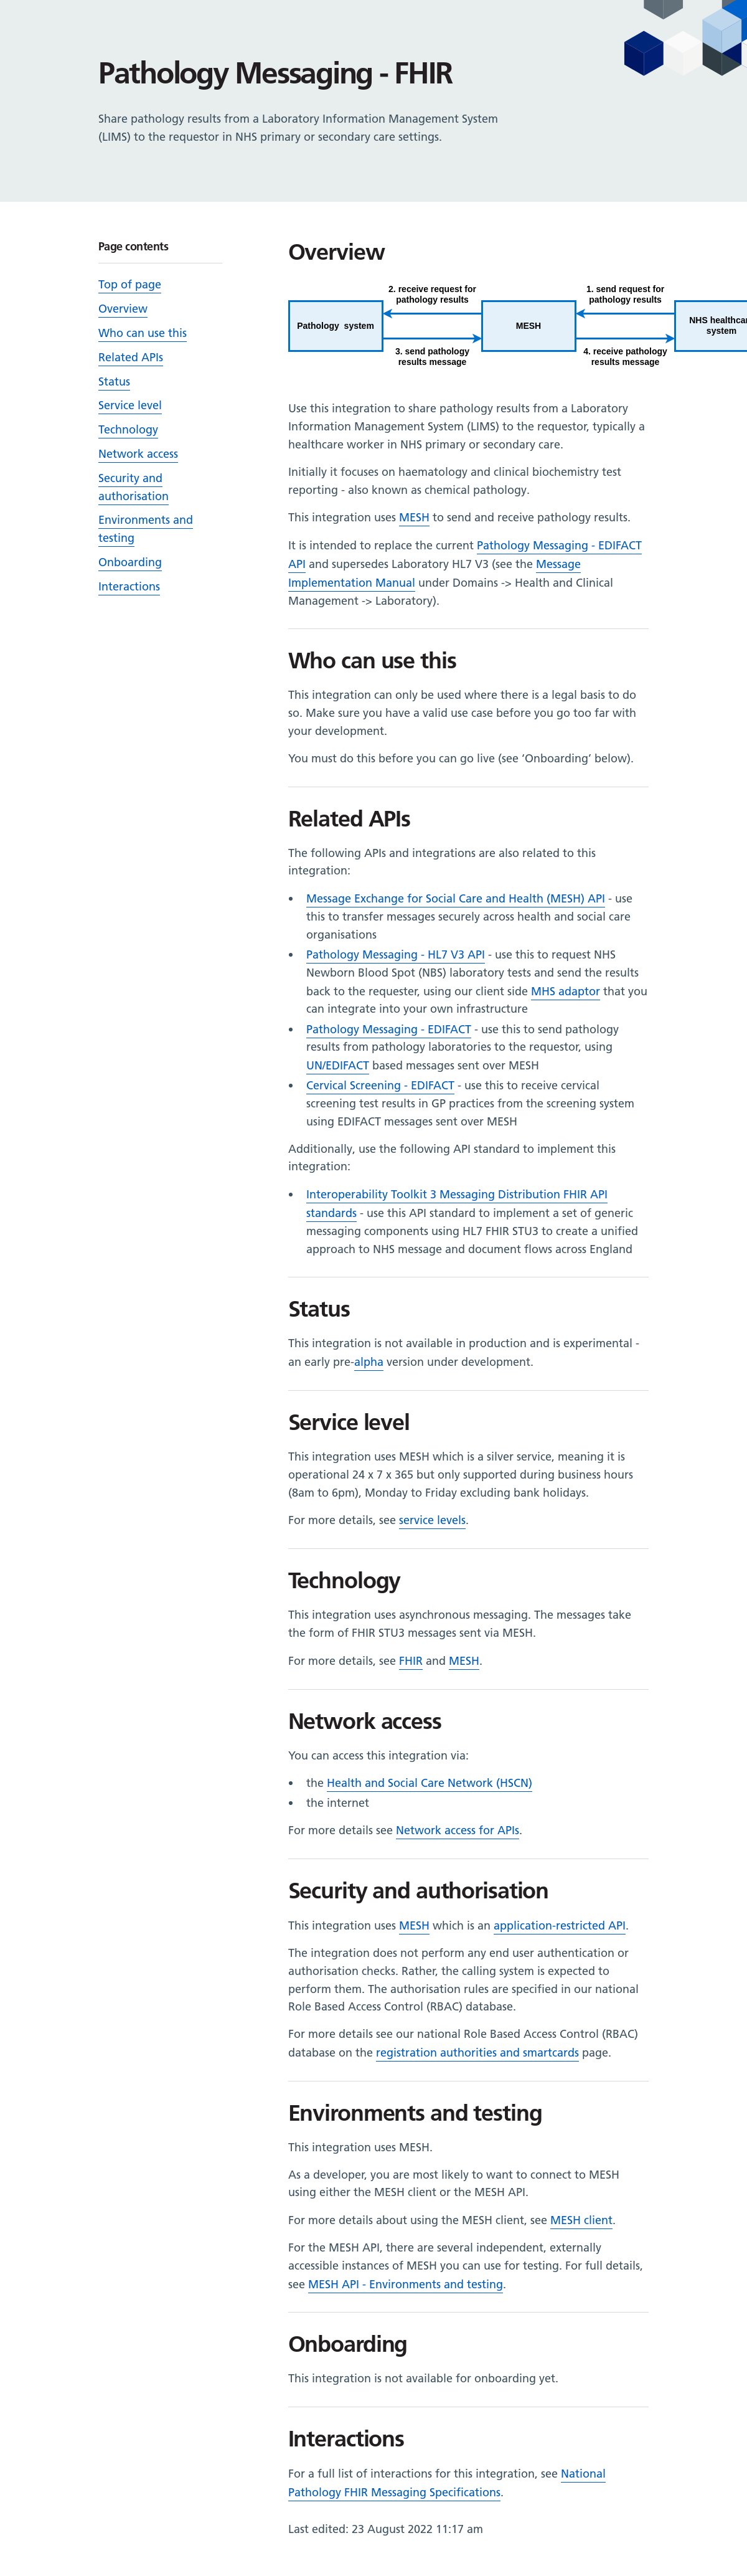 Pathology Messaging - FHIR
Share pathology results from a Laboratory Information Management System
(LIMS) to the requestor in NHS primary or secondary care settings.
Page contents
Top of page
Overview
Who can use this
Related APIs
Status
Service level
Technology
Network access
Security and
authorisation
Environments and
testing
Onboarding
Interactions
Overview
2. receive request for
pathology results
1. send request for
pathology results
Pathology system
MESH
NHS healthcar
system
3. send pathology
results message
4. receive pathology
results message
Use this integration to share pathology results from a Laboratory
Information Management System (LIMS) to the requestor, typically a
healthcare worker in NHS primary or secondary care.
Initially it focuses on haematology and clinical biochemistry test
reporting - also known as chemical pathology.
This integration uses MESH to send and receive pathology results.
It is intended to replace the current Pathology Messaging - EDIFACT
API and supersedes Laboratory HL7 V3 (see the Message
Implementation Manual under Domains -> Health and Clinical
Management -> Laboratory).
Who can use this
This integration can only be used where there is a legal basis to do
so. Make sure you have a valid use case before you go too far with
your development.
You must do this before you can go live (see ‘Onboarding’ below).
Related APIs
The following APIs and integrations are also related to this
integration:
• Message Exchange for Social Care and Health (MESH) API - use
this to transfer messages securely across health and social care
organisations
• Pathology Messaging - HL7 V3 API - use this to request NHS
Newborn Blood Spot (NBS) laboratory tests and send the results
back to the requester, using our client side MHS adaptor that you
can integrate into your own infrastructure
• Pathology Messaging - EDIFACT - use this to send pathology
results from pathology laboratories to the requestor, using
UN/EDIFACT based messages sent over MESH
• Cervical Screening - EDIFACT - use this to receive cervical
screening test results in GP practices from the screening system
using EDIFACT messages sent over MESH
Additionally, use the following API standard to implement this
integration:
• Interoperability Toolkit 3 Messaging Distribution FHIR API
standards - use this API standard to implement a set of generic
messaging components using HL7 FHIR STU3 to create a unified
approach to NHS message and document flows across England
Status
This integration is not available in production and is experimental -
an early pre-alpha version under development.
Service level
This integration uses MESH which is a silver service, meaning it is
operational 24 x 7 x 365 but only supported during business hours
(8am to 6pm), Monday to Friday excluding bank holidays.
For more details, see service levels.
Technology
This integration uses asynchronous messaging. The messages take
the form of FHIR STU3 messages sent via MESH.
For more details, see FHIR and MESH.
Network access
You can access this integration via:
• the Health and Social Care Network (HSCN)
• the internet
For more details see Network access for APIs.
Security and authorisation
This integration uses MESH which is an application-restricted API.
The integration does not perform any end user authentication or
authorisation checks. Rather, the calling system is expected to
perform them. The authorisation rules are specified in our national
Role Based Access Control (RBAC) database.
For more details see our national Role Based Access Control (RBAC)
database on the registration authorities and smartcards page.
Environments and testing
This integration uses MESH.
As a developer, you are most likely to want to connect to MESH
using either the MESH client or the MESH API.
For more details about using the MESH client, see MESH client.
For the MESH API, there are several independent, externally
accessible instances of MESH you can use for testing. For full details,
see MESH API - Environments and testing.
Onboarding
This integration is not available for onboarding yet.
Interactions
For a full list of interactions for this integration, see National
Pathology FHIR Messaging Specifications.
Last edited: 23 August 2022 11:17 am